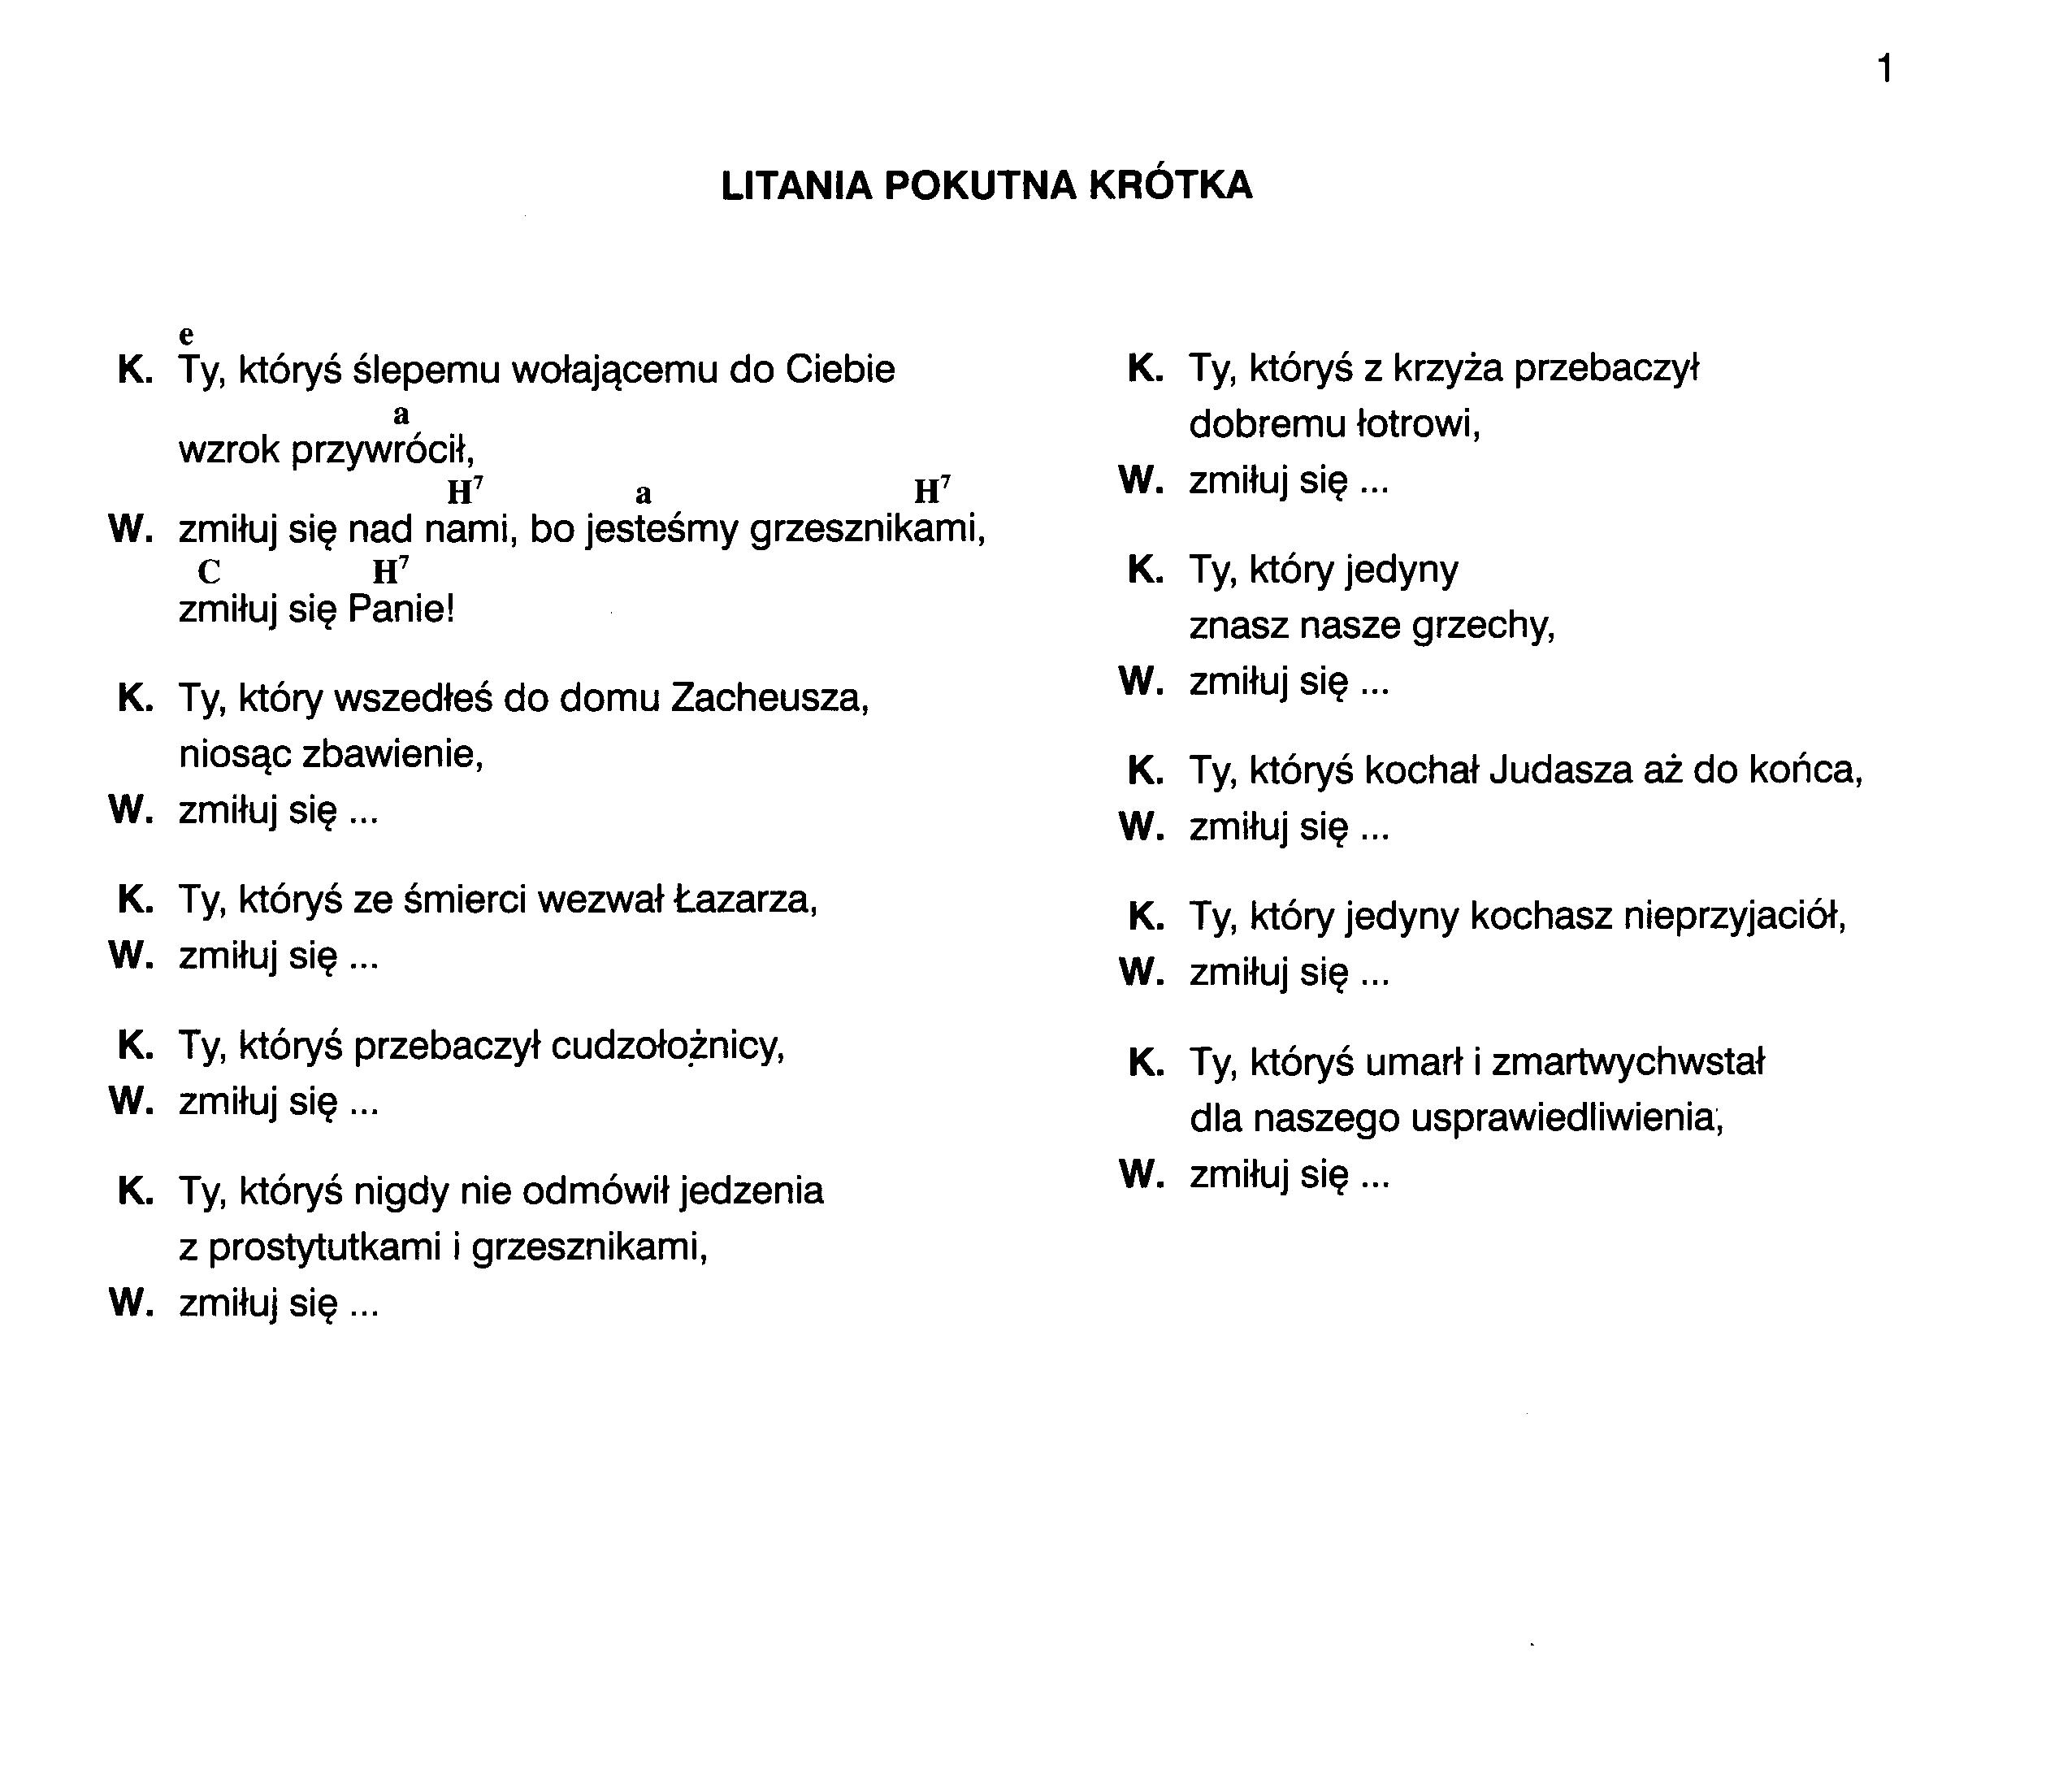 1
LITANIA POKUTNA KRÓTKA
e
K. Ty, któryś ślepemu wołającemu do Ciebie
a
wzrok przywrócił,
H7 a H7
W. zmiłuj się nad nami, bo jesteśmy grzesznikami,
C H7
zmiłuj się Panie!
K. Ty, który wszedłeś do domu Zacheusza,
niosąc zbawienie,
W. zmiłuj się ...
K. Ty, któryś ze śmierci wezwał Łazarza,
W. zmiłuj się ...
K. Ty, któryś przebaczył cudzołożnicy,
W. zmiłuj się ...
K. Ty, któryś nigdy nie odmówił jedzenia
z prostytutkami i grzesznikami,
W. zmiłuj się ...
K. Ty, któryś z krzyża przebaczył
dobremu łotrowi,
W. zmiłuj się ...
K. Ty, który jedyny
znasz nasze grzechy,
W. zmiłuj się ...
K. Ty, któryś kochał Judasza aż do końca,
W. zmiłuj się ...
K. Ty, który jedyny kochasz nieprzyjaciół,
W. zmiłuj się ...
K. Ty, któryś umarł i zmartwychwstał
dla naszego usprawiedliwienia,
W. zmiłuj się ...